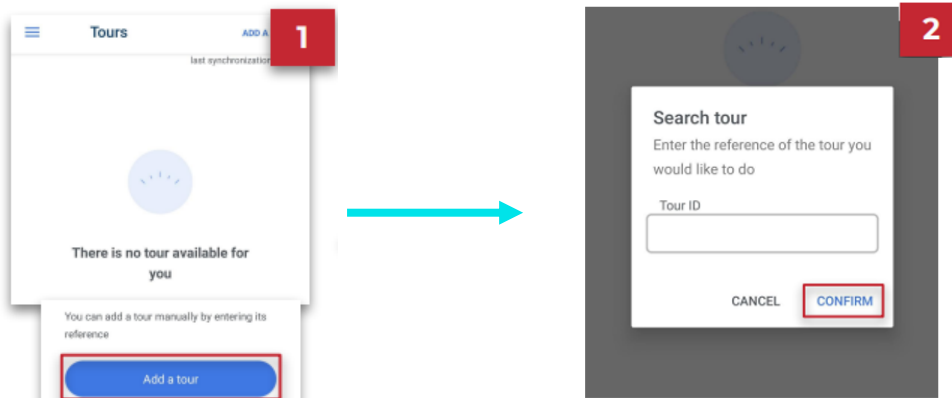 Tours
ADD A
1
last synchronization
There is no tour available for
you
You can add a tour manually by entering its
reference
Add a tour
2
Search tour
Enter the reference of the tour you
would like to do
Tour ID
CANCEL
CONFIRM